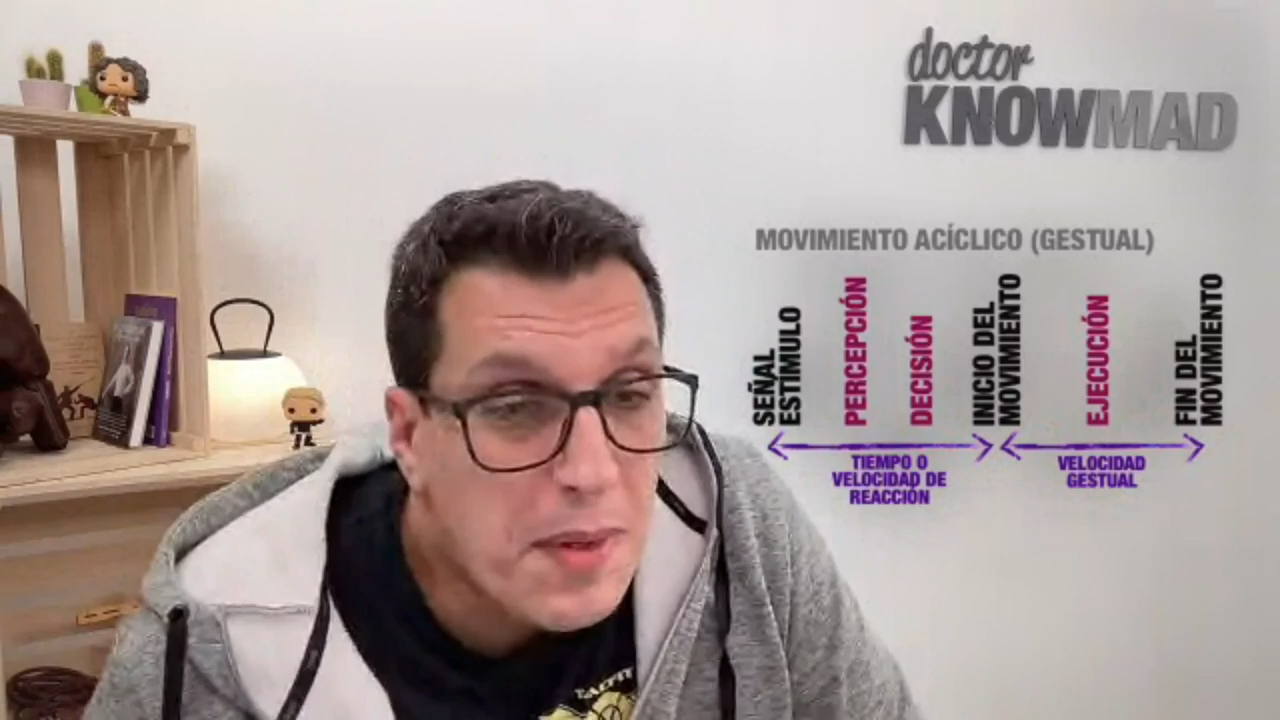 doctor
KNOWMAD
MOVIMIENTO ACÍCLICO (GESTUAL)
SEÑAL
ESTÍMULO
PERCEPCIÓN
DECISIÓN
INICIO DEL
MOVIMIENTO
EJECUCIÓN
FIN DEL
MOVIMIENTO
TIEMPO O
VELOCIDAD DE
REACCIÓN
VELOCIDAD
GESTUAL